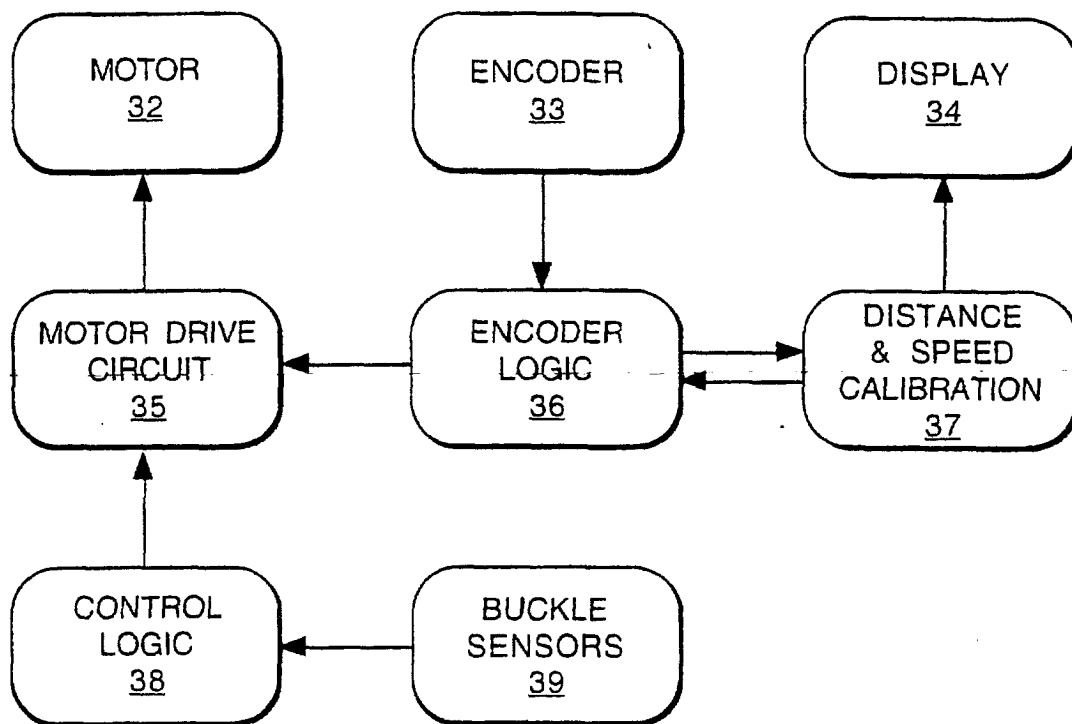 MOTOR
32
ENCODER
33
DISPLAY
34
MOTOR DRIVE
CIRCUIT
35
ENCODER
LOGIC
36
DISTANCE
& SPEED
CALIBRATION
37
CONTROL
LOGIC
38
BUCKLE
SENSORS
39